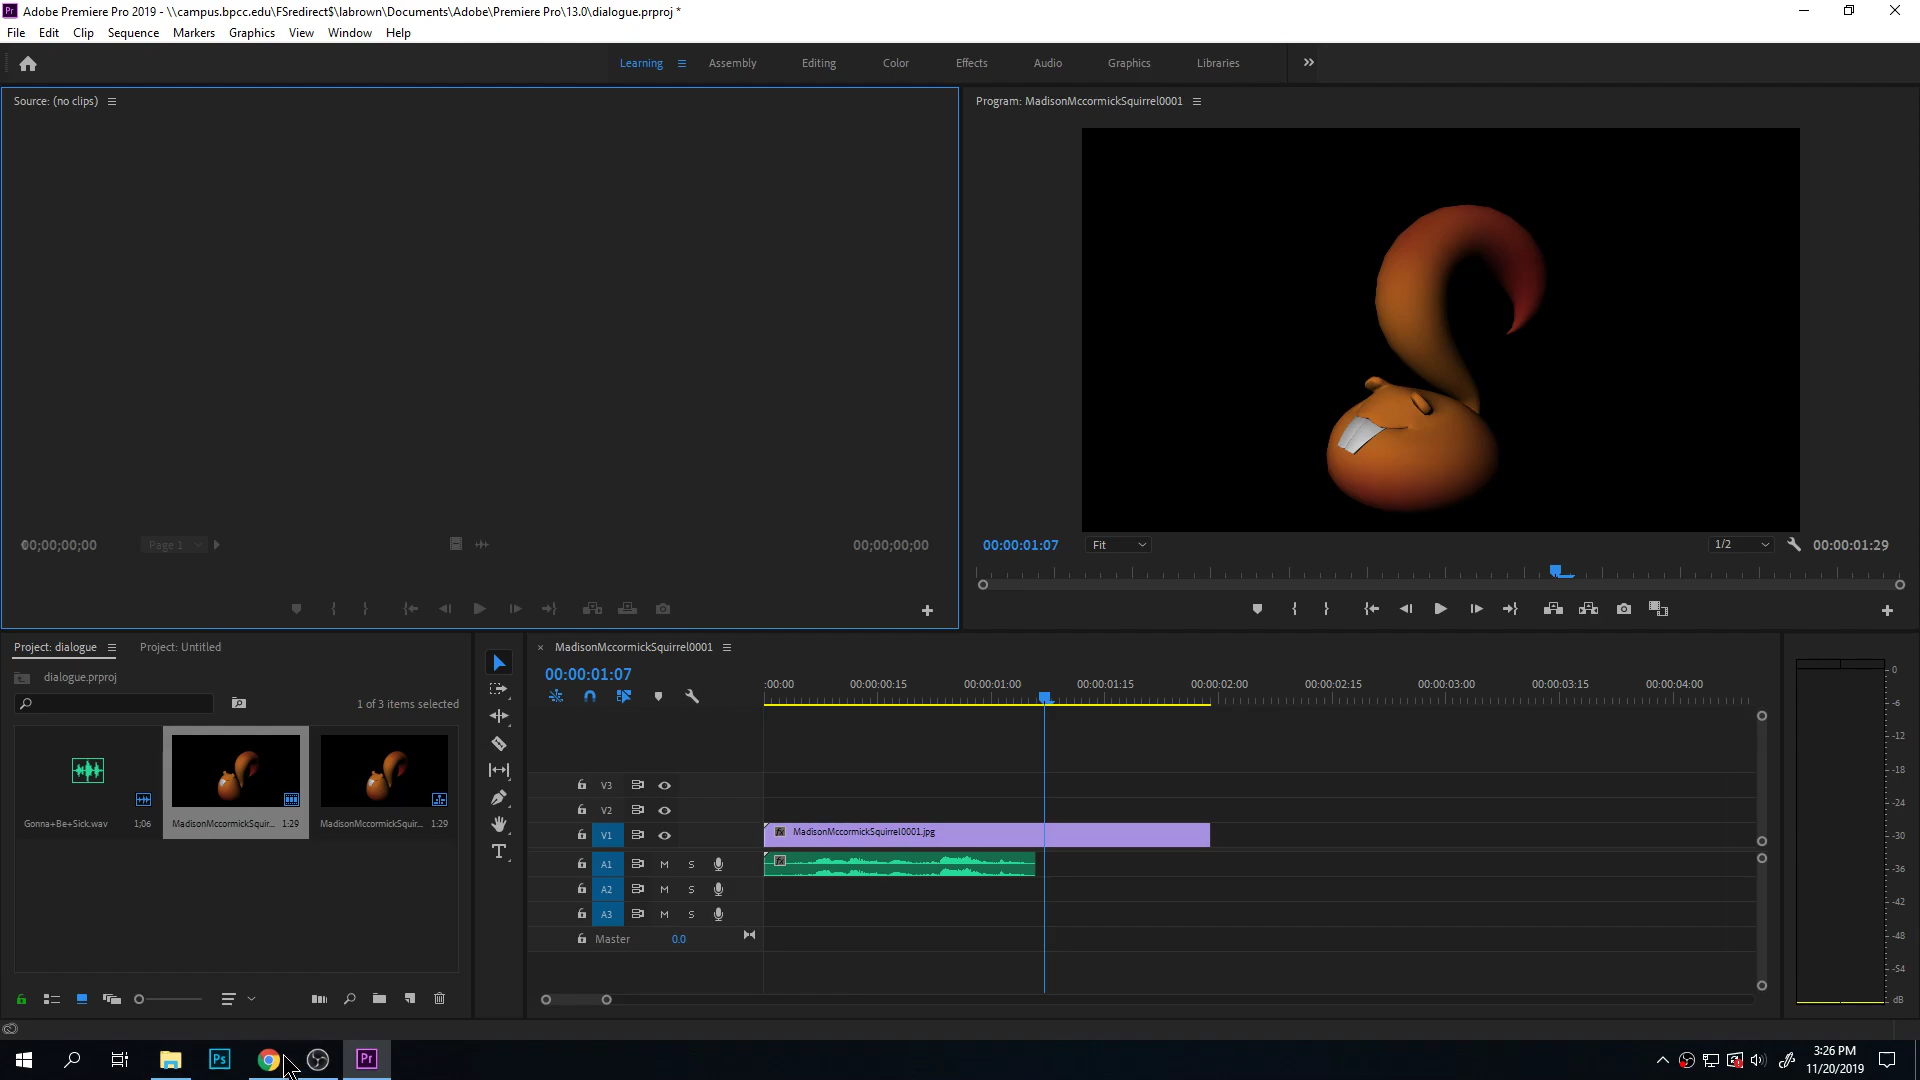 Adobe Premiere Pro 2019 - \\campus.bpcc.edu\FSredirect$\labrown\Documents\Adobe\Premiere Pro\13.0\dialogue.prproj *
File Edit Clip Sequence Markers Graphics View Window Help
Learning Assembly Editing Color Effects Audio Graphics Libraries
Source: (no clips)
Program: MadisonMccormickSquirrel0001
00;00;00;00 Page 1 00;00;00;00
00:00:01:07 Fit 1/2 00:00:01:29
Project: dialogue Project: Untitled
dialogue.prproj
1 of 3 items selected
Gonna+Be+Sick.wav 1;06
MadisonMccormickSquir... 1:29
MadisonMccormickSquir... 1:29
MadisonMccormickSquirrel0001
00:00:01:07
:00:00 00:00:00:15 00:00:01:00 00:00:01:15 00:00:02:00 00:00:02:15 00:00:03:00 00:00:03:15 00:00:04:00
V3
V2
V1 fx MadisonMccormickSquirrel0001.jpg
A1 M S fx
A2 M S
A3 M S
Master 0.0
0
-6
-12
-18
-24
-30
-36
-42
-48
-54
dB
Ps Pr
3:26 PM
11/20/2019